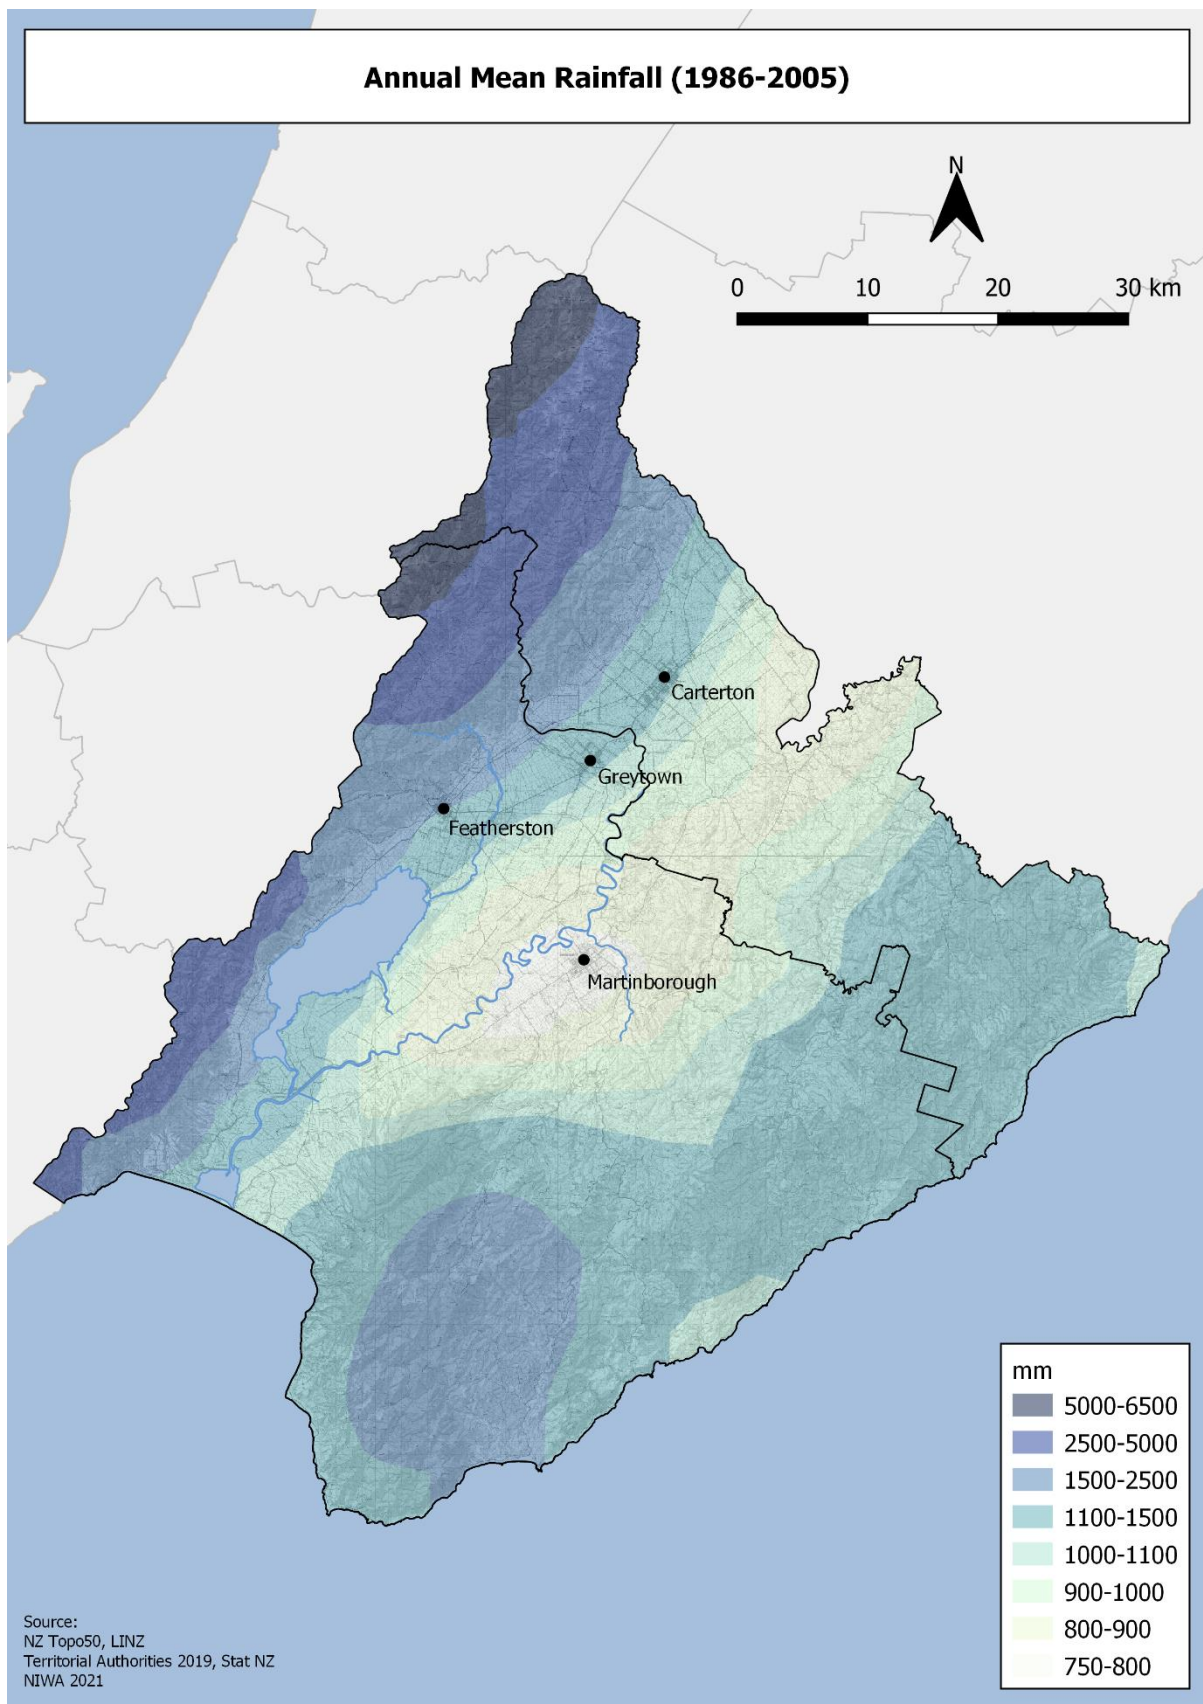 Annual Mean Rainfall (1986-2005)
N
0 10 20 30 km
Carterton
Greytown
Featherston
Martinborough
mm
5000-6500
2500-5000
1500-2500
1100-1500
1000-1100
900-1000
800-900
750-800
Source:
NZ Topo50, LINZ
Territorial Authorities 2019, Stat NZ
NIWA 2021